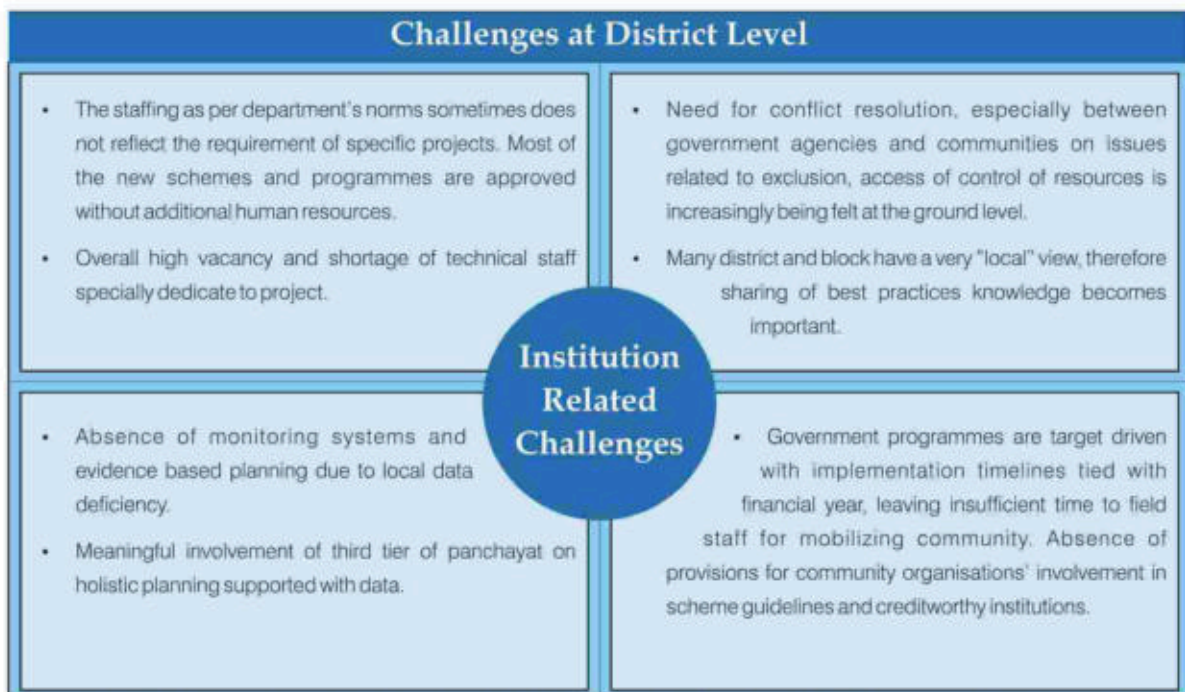 Challenges at District Level
• The staffing as per department's norms sometimes does
not reflect the requirement of specific projects. Most of
the new schemes and programmes are approved
without additional human resources.
• Overall high vacancy and shortage of technical staff
specially dedicate to project.
• Need for conflict resolution, especially between
government agencies and communities on issues
related to exclusion, access of control of resources is
increasingly being felt at the ground level.
• Many district and block have a very "local" view, therefore
sharing of best practices knowledge becomes
important.
Institution
Related
Challenges
• Absence of monitoring systems and
evidence based planning due to local data
deficiency.
• Meaningful involvement of third tier of panchayat on
holistic planning supported with data.
• Government programmes are target driven
with implementation timelines tied with
financial year, leaving insufficient time to field
staff for mobilizing community. Absence of
provisions for community organisations' involvement in
scheme guidelines and creditworthy institutions.